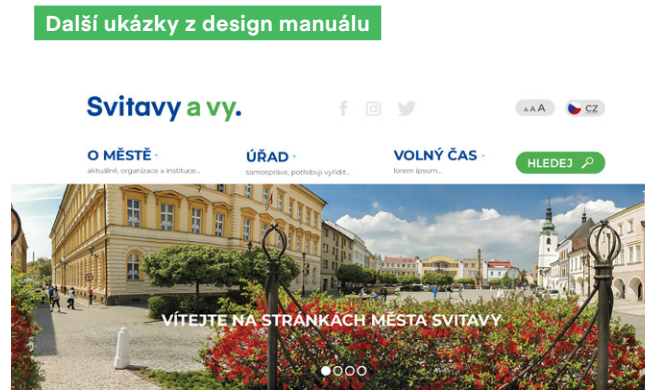 Další ukázky z design manuálu
Svitavy a vy.
A A A
CZ
O MĚSTĚ
ÚŘAD
VOLNÝ ČAS
HLEDEJ
aktuálně, organizace a instituce...
samospráva, potřebuji vyřídit...
lorem ipsum...
VÍTEJTE NA STRÁNKÁCH MĚSTA SVITAVY